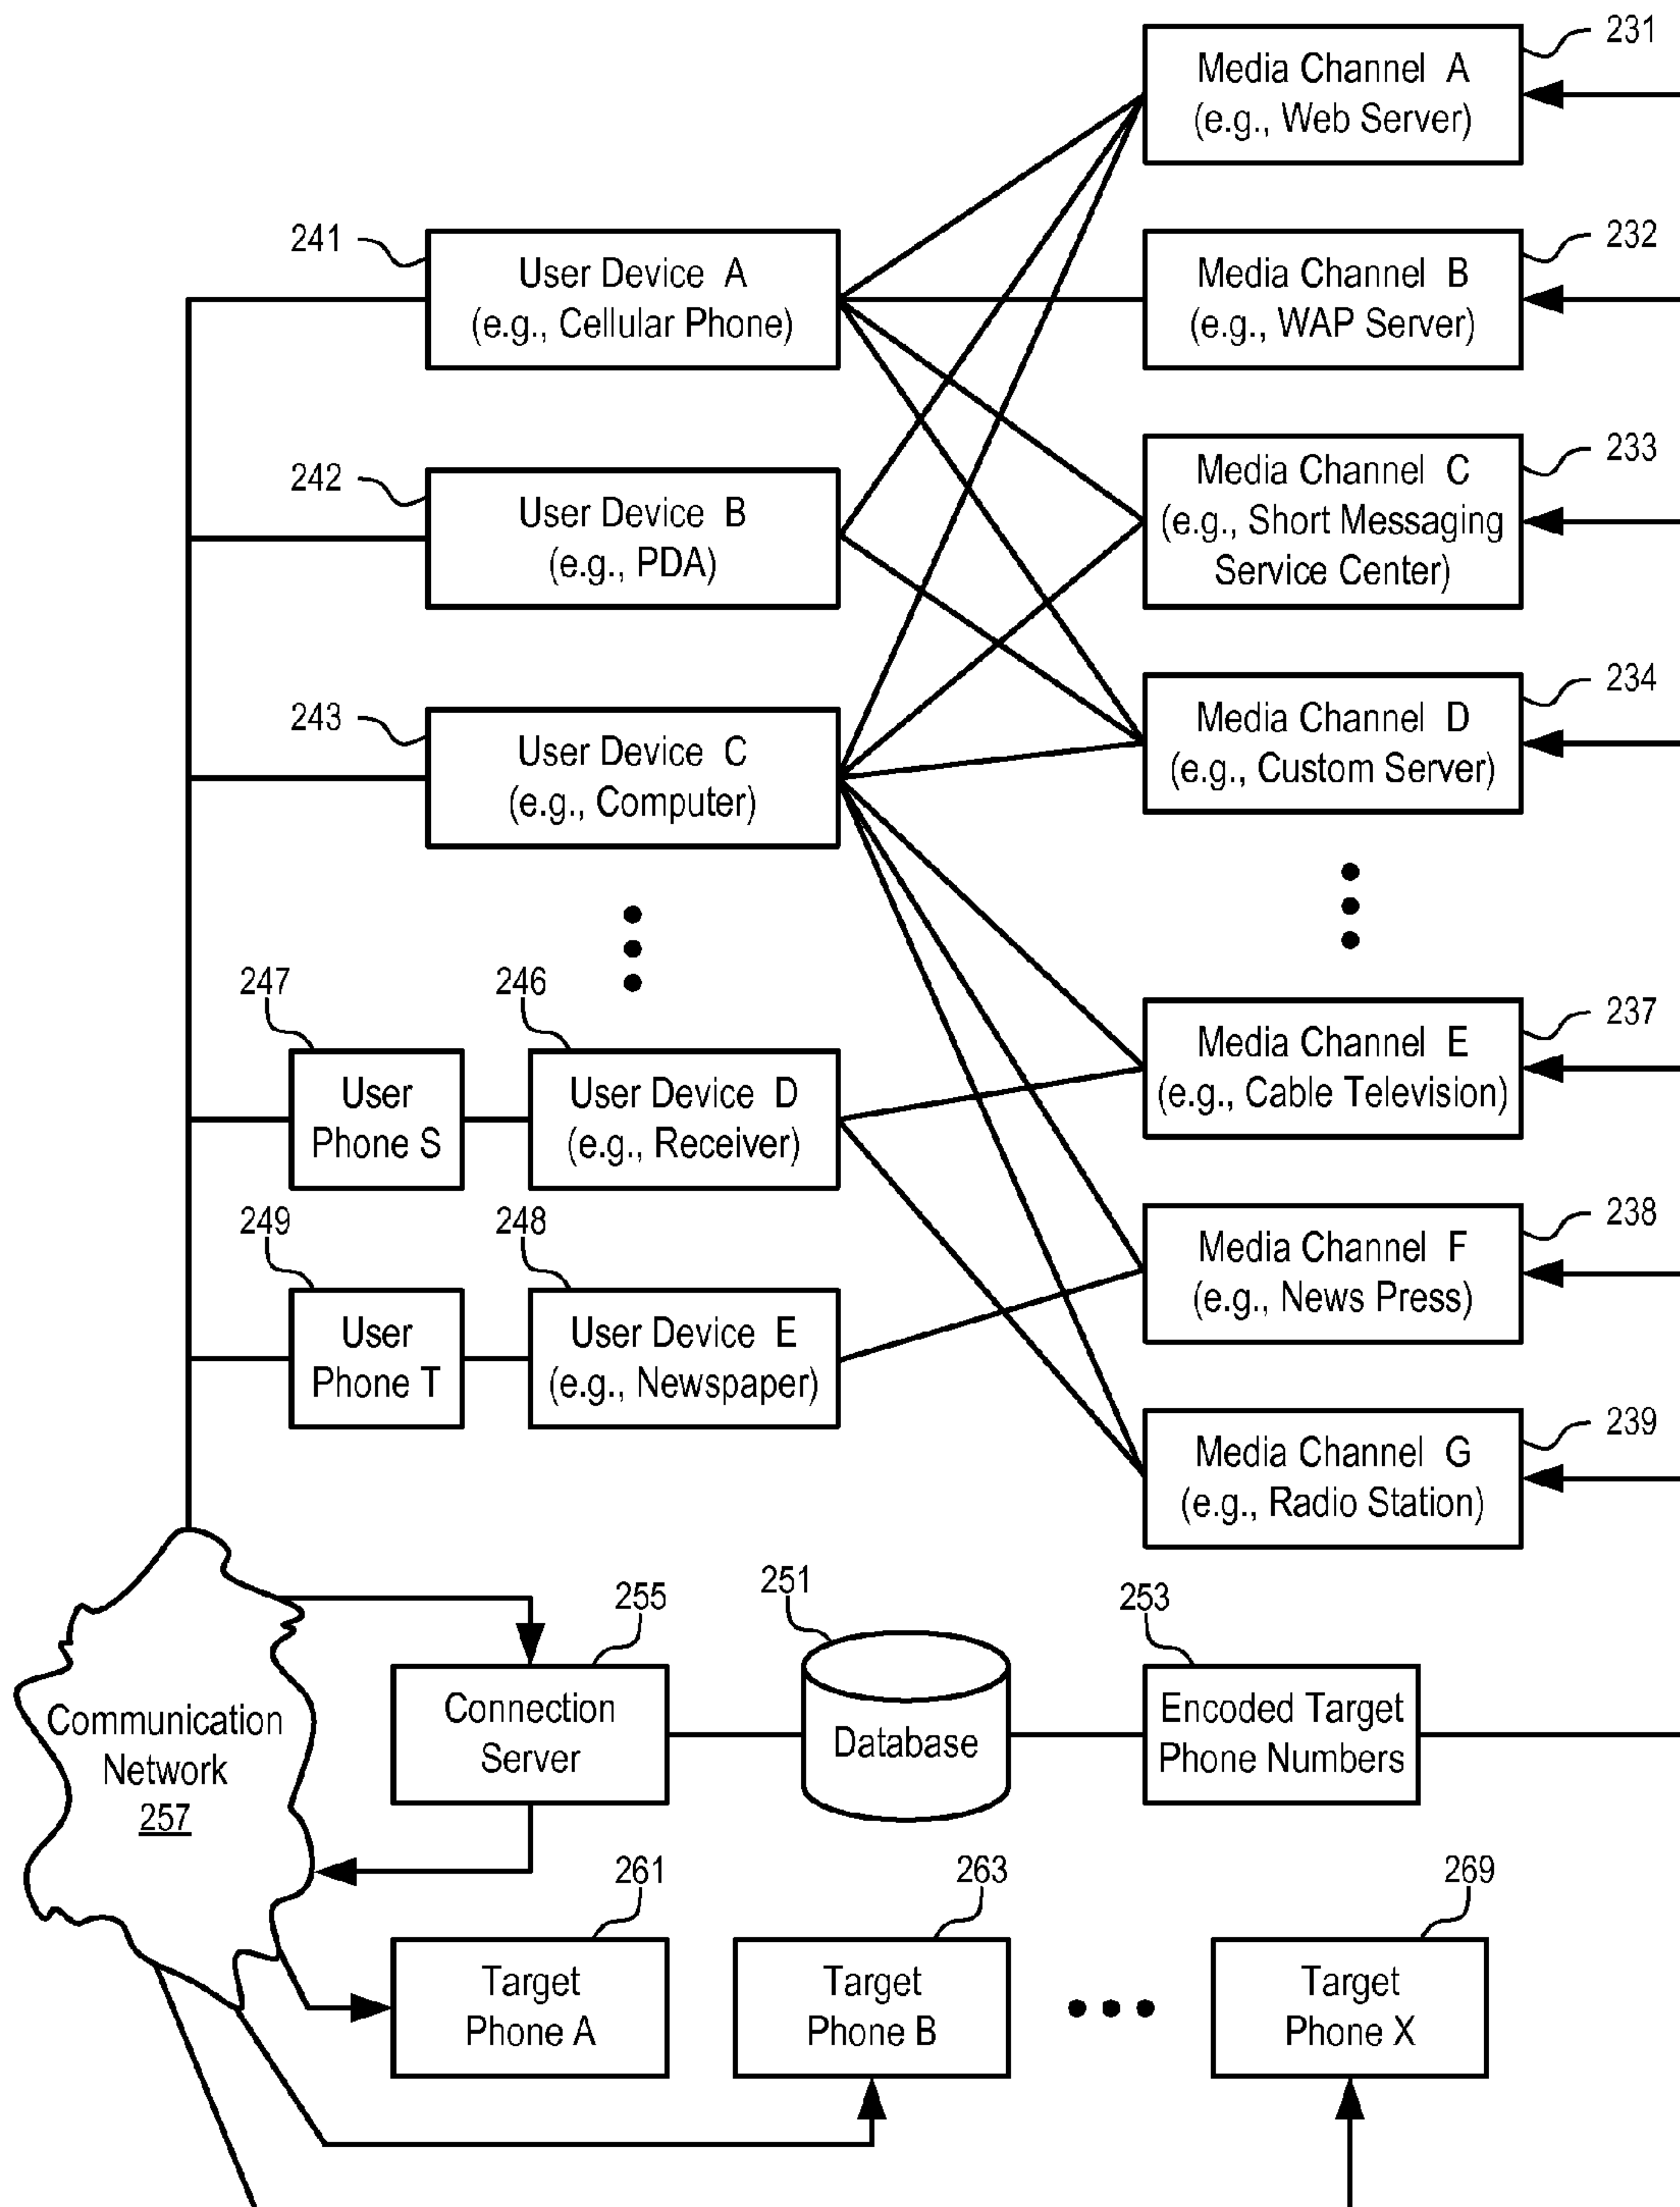 231
Media Channel A
(e.g., Web Server)
241
User Device A
(e.g., Cellular Phone)
232
Media Channel B
(e.g., WAP Server)
242
User Device B
(e.g., PDA)
233
Media Channel C
(e.g., Short Messaging
Service Center)
243
User Device C
(e.g., Computer)
234
Media Channel D
(e.g., Custom Server)
247
User
Phone S
246
User Device D
(e.g., Receiver)
237
Media Channel E
(e.g., Cable Television)
249
User
Phone T
248
User Device E
(e.g., Newspaper)
238
Media Channel F
(e.g., News Press)
239
Media Channel G
(e.g., Radio Station)
Communication
Network
257
255
Connection
Server
251
Database
253
Encoded Target
Phone Numbers
261
Target
Phone A
263
Target
Phone B
269
Target
Phone X